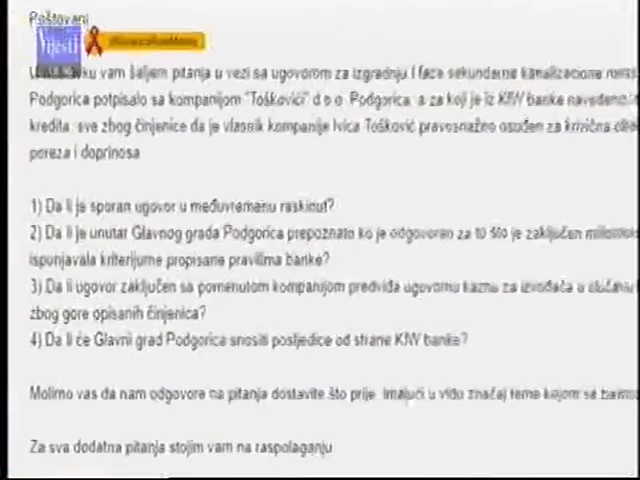 Poštovani
Vijesti
vam šaljem pitanja u vezi sa ugovorom za izgradnju I faze sekundarne kanalizacione
Podgorica potpisalo sa kompanijom "Toškovići" d o o Podgorica, a za koji je iz KfW banke navedeno
kredita sve zbog činjenice da je vlasnik kompanije Ivica Tošković pravosnažno osuđen za krivična
poreza i doprinosa
1) Da li je sporan ugovor u međuvremenu raskinut?
2) Da li je unutar Glavnog grada Podgorica prepoznato ko je odgovoran za to što je zaključen
ispunjavala kriterijume propisane pravilima banke?
3) Da li ugovor zaključen sa pomenutom kompanijom predviđa ugovornu kaznu za izvođača u
zbog gore opisanih činjenica?
4) Da li će Glavni grad Podgorica snositi posljedice od strane KfW banke?
Molimo vas da nam odgovore na pitanja dostavite što prije, imajući u vidu značaj teme kojom se
Za sva dodatna pitanja stojim vam na raspolaganju